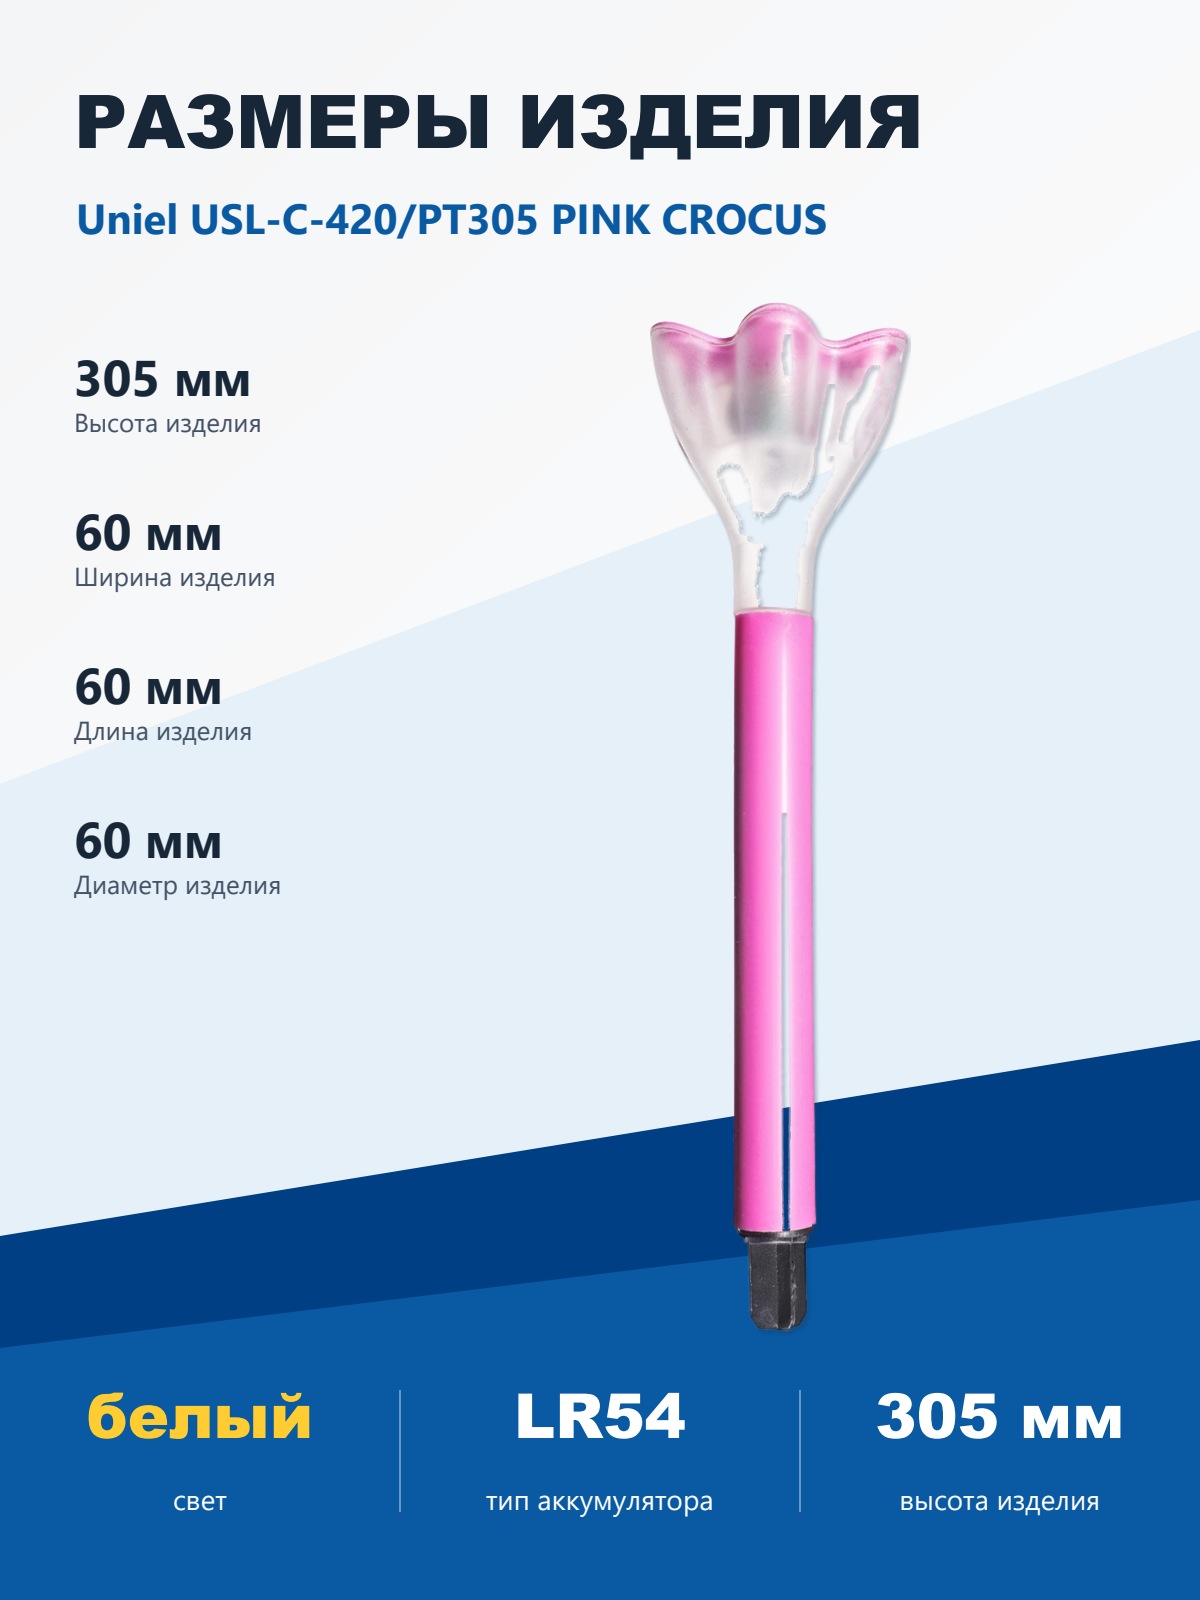 РАЗМЕРЫ ИЗДЕЛИЯ
Uniel USL-C-420/PT305 PINK CROCUS
305 мм
Высота изделия
60 мм
Ширина изделия
60 мм
Длина изделия
60 мм
Диаметр изделия
белый
свет
LR54
тип аккумулятора
305 мм
высота изделия